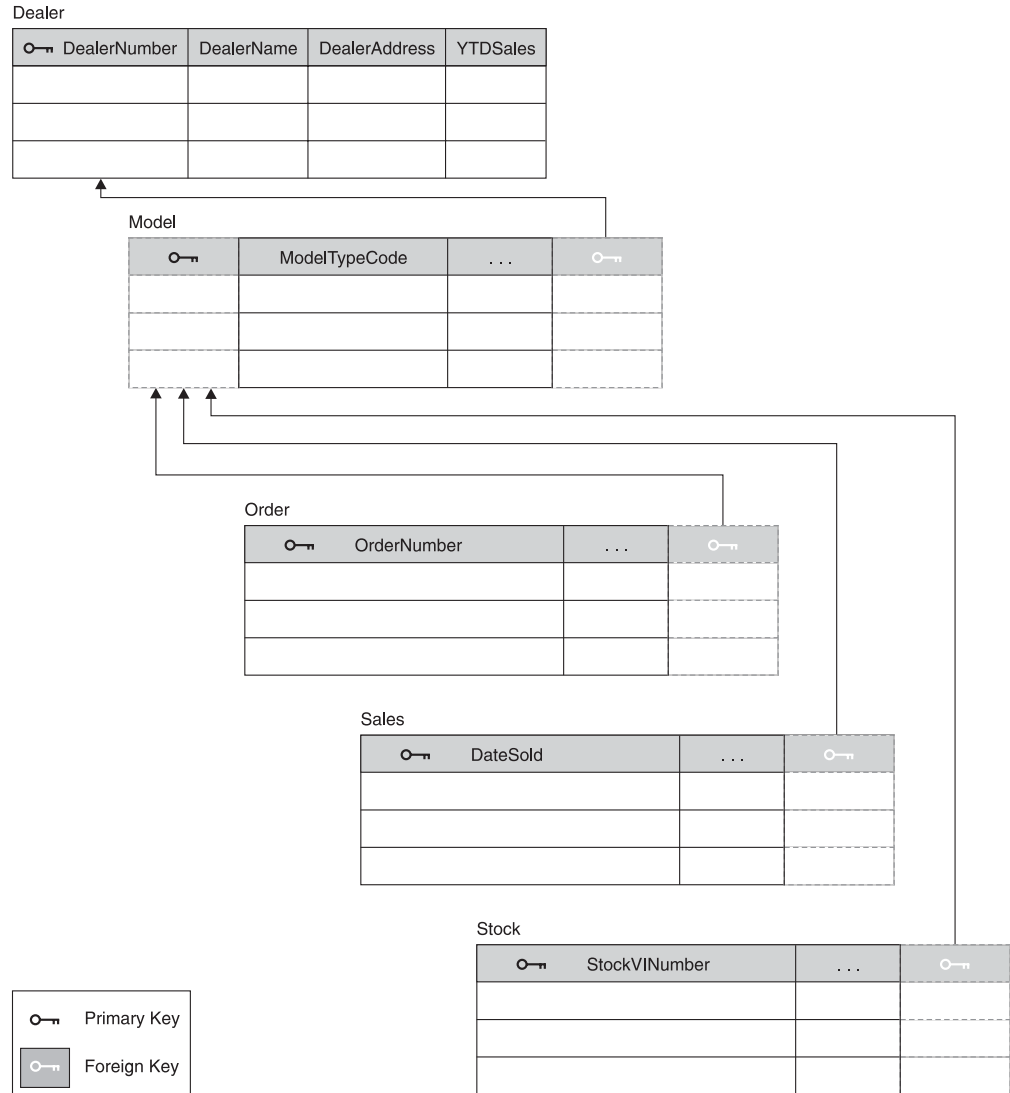 Dealer
DealerNumber DealerName DealerAddress YTDSales
Model
ModelTypeCode . . .
Order
OrderNumber . . .
Sales
DateSold . . .
Stock
StockVINumber . . .
Primary Key
Foreign Key